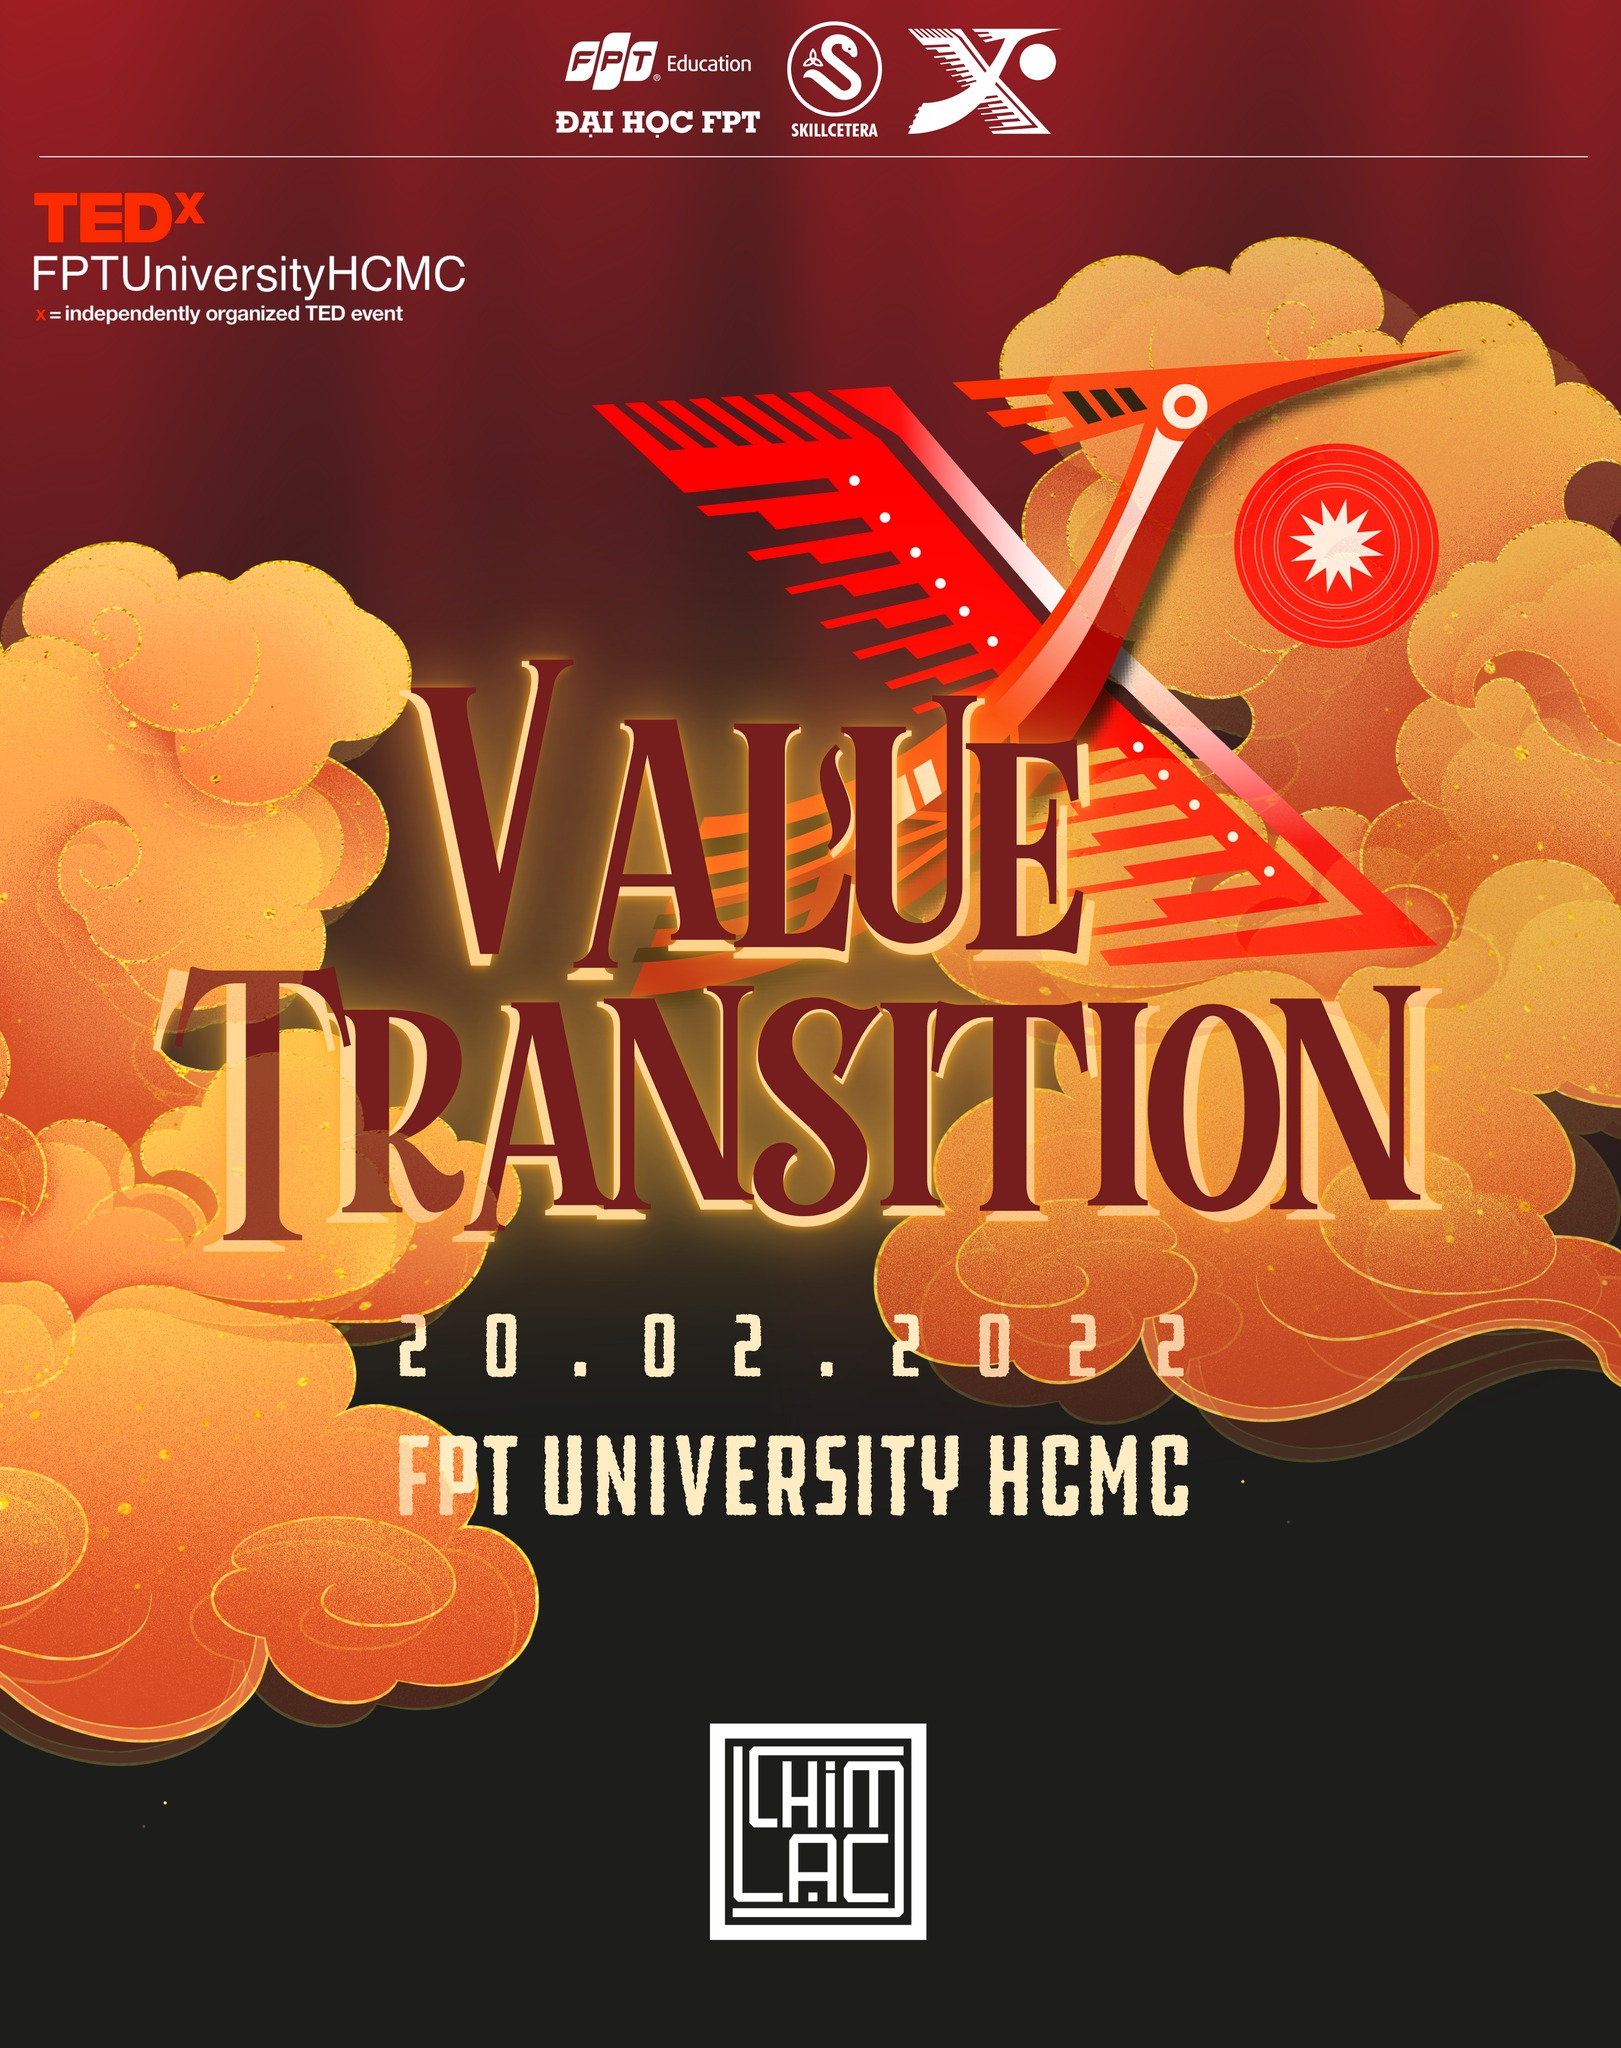 FPT® Education
ĐẠI HỌC FPT
SKILLCETERA
TEDx
FPTUniversityHCMC
x = independently organized TED event
VALUE
TRANSITION
20.02.2022
FPT UNIVERSITY HCMC
CHiM
LẠC